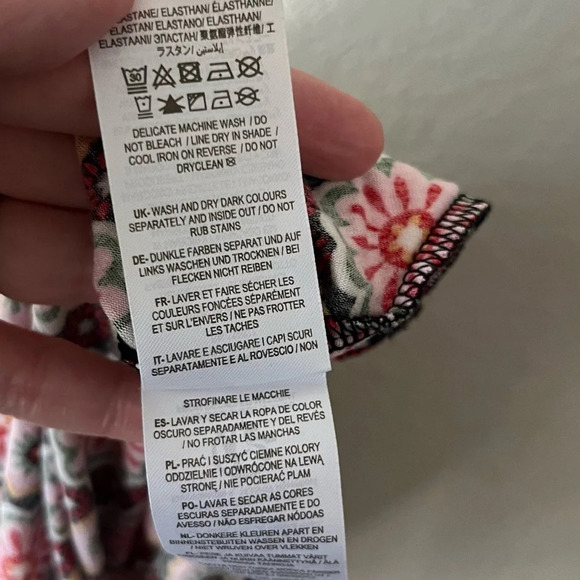 ELASTANE/ ELASTHAN/ ÉLASTHANNE/
ELASTAN/ ELASTANO/ ELASTAN/
ELASTAANI/ ЭЛАСТАН/ 聚氨酯弹性纤维/ エ
ラスタン/ إيلاستين
30
DELICATE MACHINE WASH / DO
NOT BLEACH / LINE DRY IN SHADE /
COOL IRON ON REVERSE / DO NOT
DRYCLEAN
UK- WASH AND DRY DARK COLOURS
SEPARATELY AND INSIDE OUT / DO NOT
RUB STAINS
DE- DUNKLE FARBEN SEPARAT UND AUF
LINKS WASCHEN UND TROCKNEN / BEI
FLECKEN NICHT REIBEN
FR- LAVER ET FAIRE SÉCHER LES
COULEURS FONCÉES SÉPARÉMENT
ET SUR L'ENVERS / NE PAS FROTTER
LES TACHES
IT- LAVARE E ASCIUGARE I CAPI SCURI
SEPARATAMENTE E AL ROVESCIO / NON
STROFINARE LE MACCHIE
ES- LAVAR Y SECAR LA ROPA DE COLOR
OSCURO SEPARADAMENTE Y DEL REVÉS
/ NO FROTAR LAS MANCHAS
PL- PRAĆ I SUSZYĆ CIEMNE KOLORY
ODDZIELNIE I ODWRÓCONE NA LEWĄ
STRONĘ / NIE POCIERAĆ PLAM
PO- LAVAR E SECAR AS CORES
ESCURAS SEPARADAMENTE E DO
AVESSO / NÃO ESFREGAR NÓDOAS
NL- DONKERE KLEUREN APART EN
BINNENSTEBUITEN WASSEN EN DROGEN
/ NIET WRIJVEN OVER VLEKKEN
TUMMAT VÄRIT